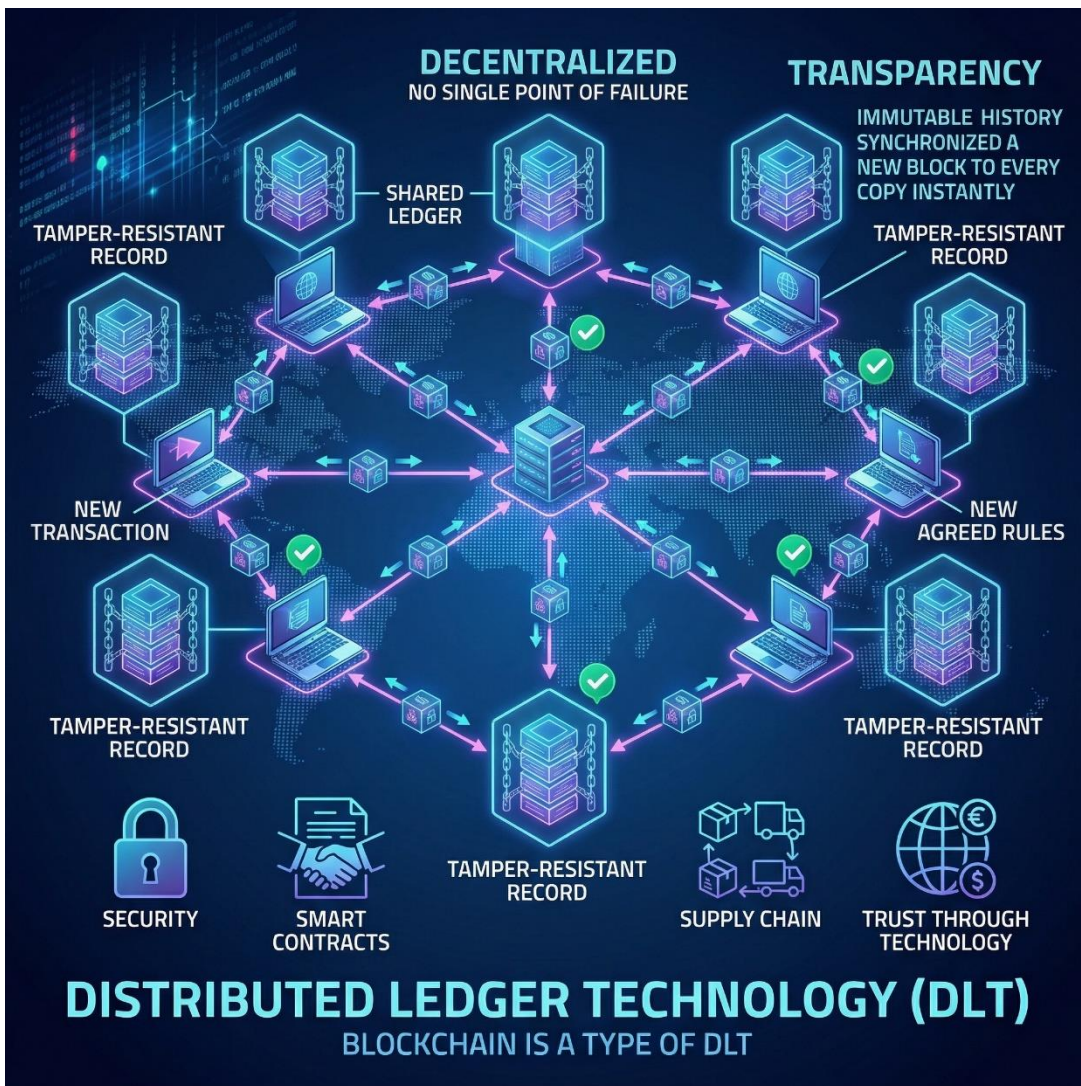 DECENTRALIZED
NO SINGLE POINT OF FAILURE
TRANSPARENCY
IMMUTABLE HISTORY
SYNCHRONIZED A
NEW BLOCK TO EVERY
COPY INSTANTLY
SHARED
LEDGER
TAMPER-RESISTANT
RECORD
TAMPER-RESISTANT
RECORD
NEW
TRANSACTION
NEW
AGREED RULES
TAMPER-RESISTANT
RECORD
TAMPER-RESISTANT
RECORD
TAMPER-RESISTANT
RECORD
SECURITY
SMART
CONTRACTS
SUPPLY CHAIN
€
$
TRUST THROUGH
TECHNOLOGY
DISTRIBUTED LEDGER TECHNOLOGY (DLT)
BLOCKCHAIN IS A TYPE OF DLT